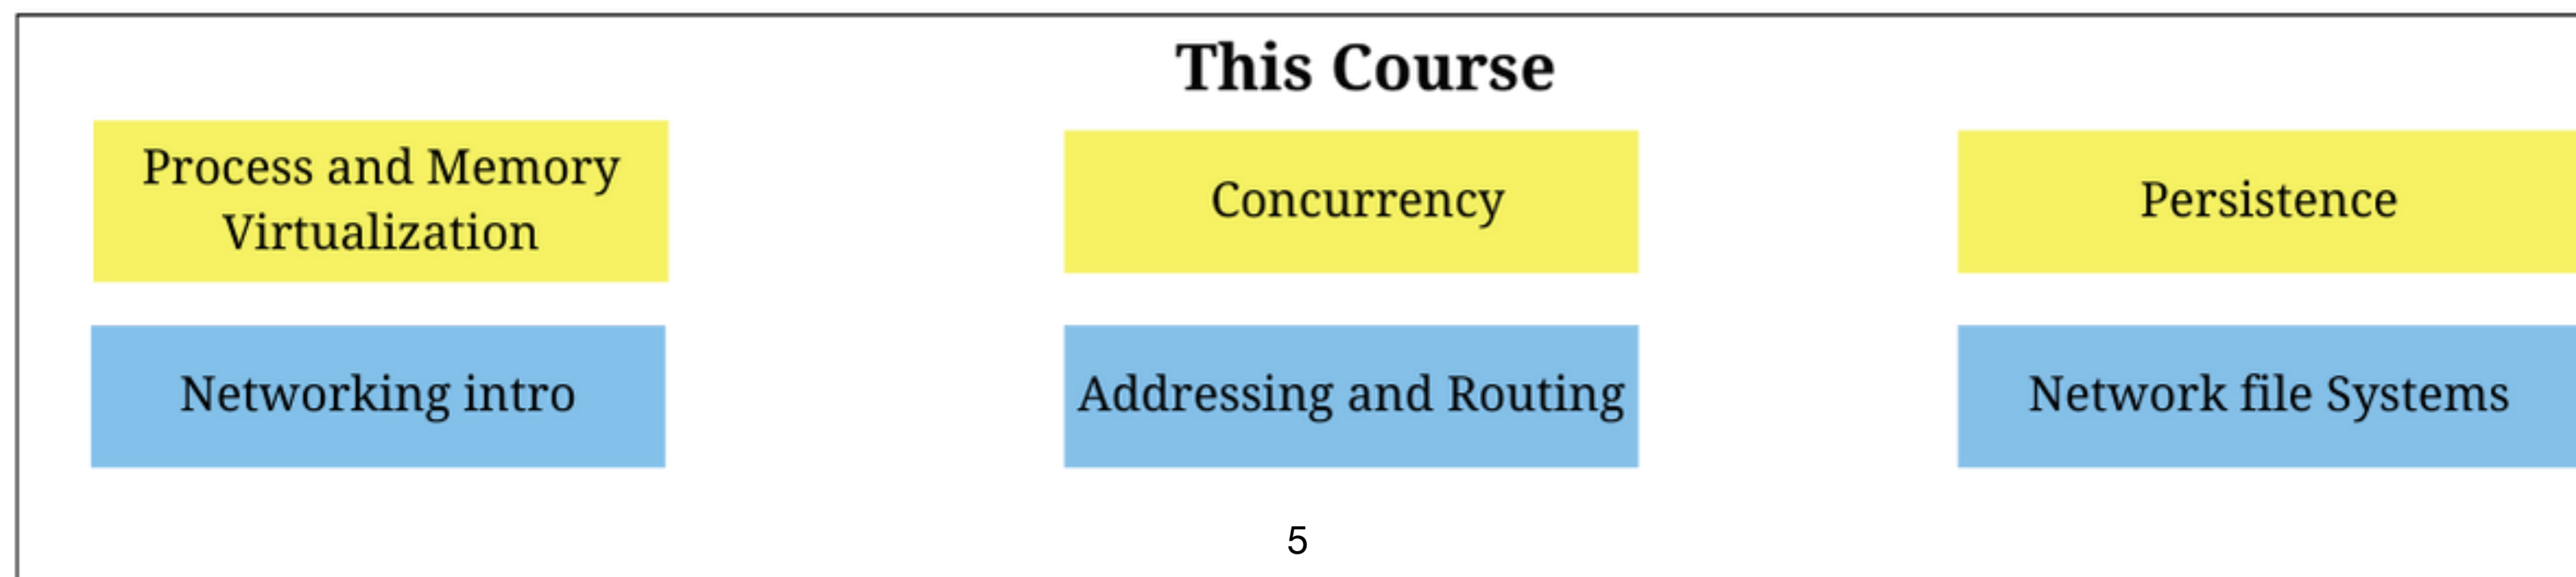 This Course
Process and Memory
Virtualization
Concurrency
Persistence
Networking intro
Addressing and Routing
Network file Systems
5